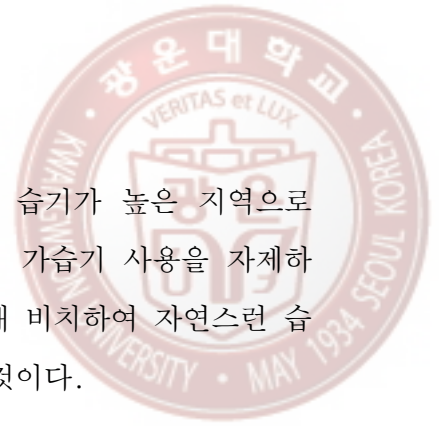 광운대학교
VERITAS et LUX
KWANGWOON UNIVERSITY • MAY 1934 SEOUL KOREA
습기가 높은 지역으로
가습기 사용을 자제하
비치하여 자연스런 습
것이다.